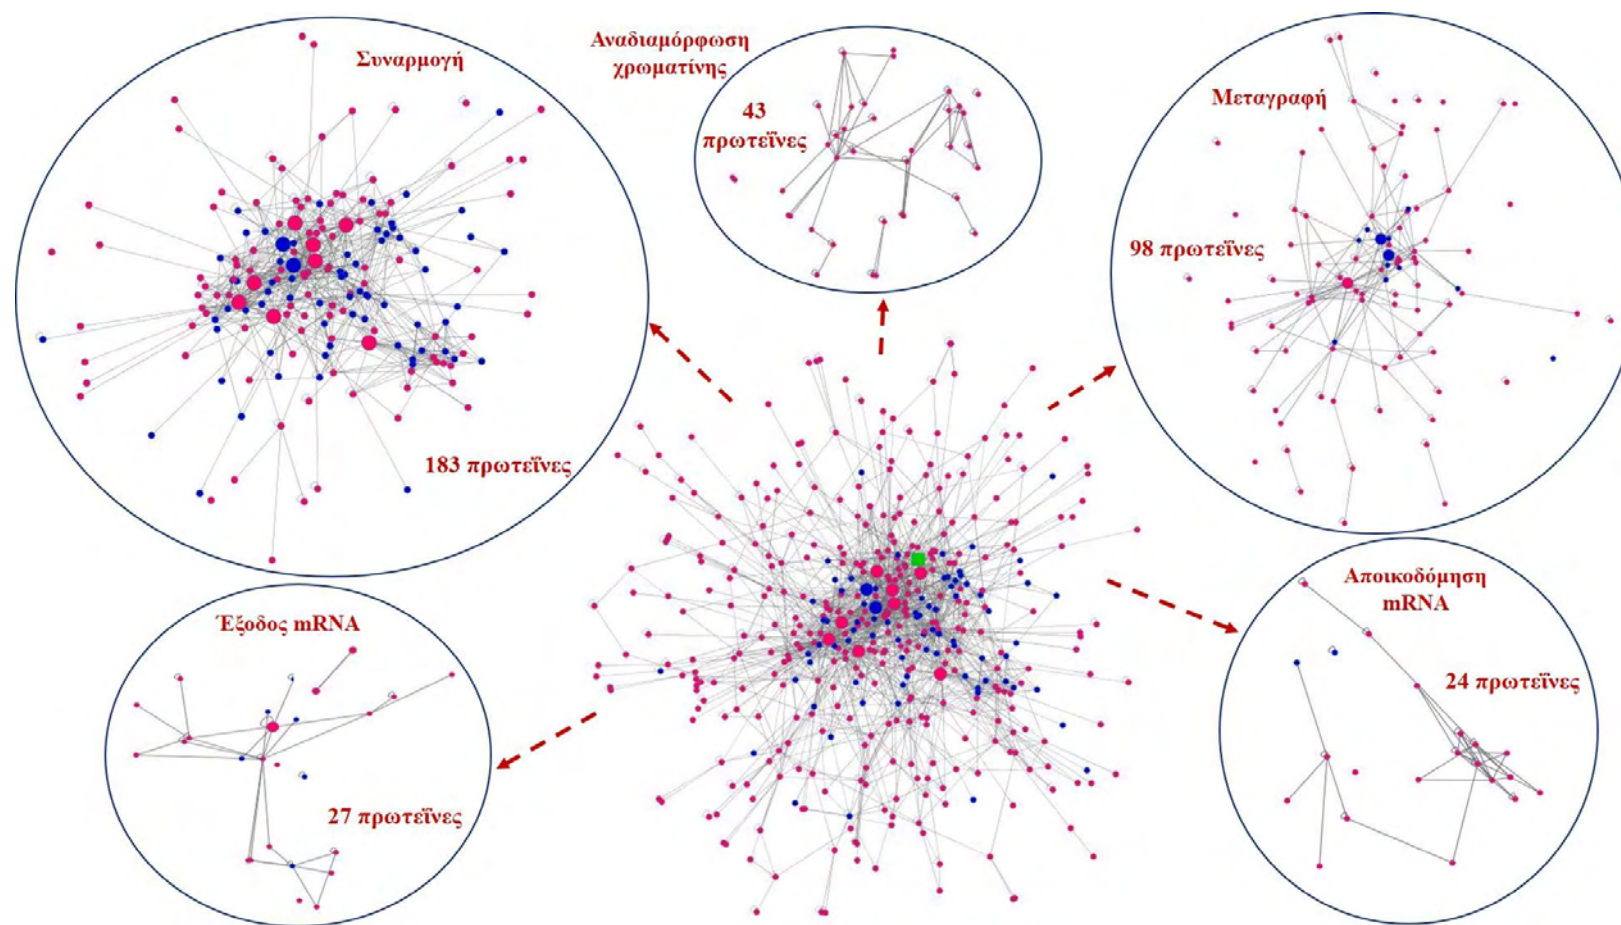 Συναρμογή
183 πρωτεΐνες
Αναδιαμόρφωση
χρωματίνης
43
πρωτεΐνες
Μεταγραφή
98 πρωτεΐνες
Έξοδος mRNA
27 πρωτεΐνες
Αποικοδόμηση
mRNA
24 πρωτεΐνες